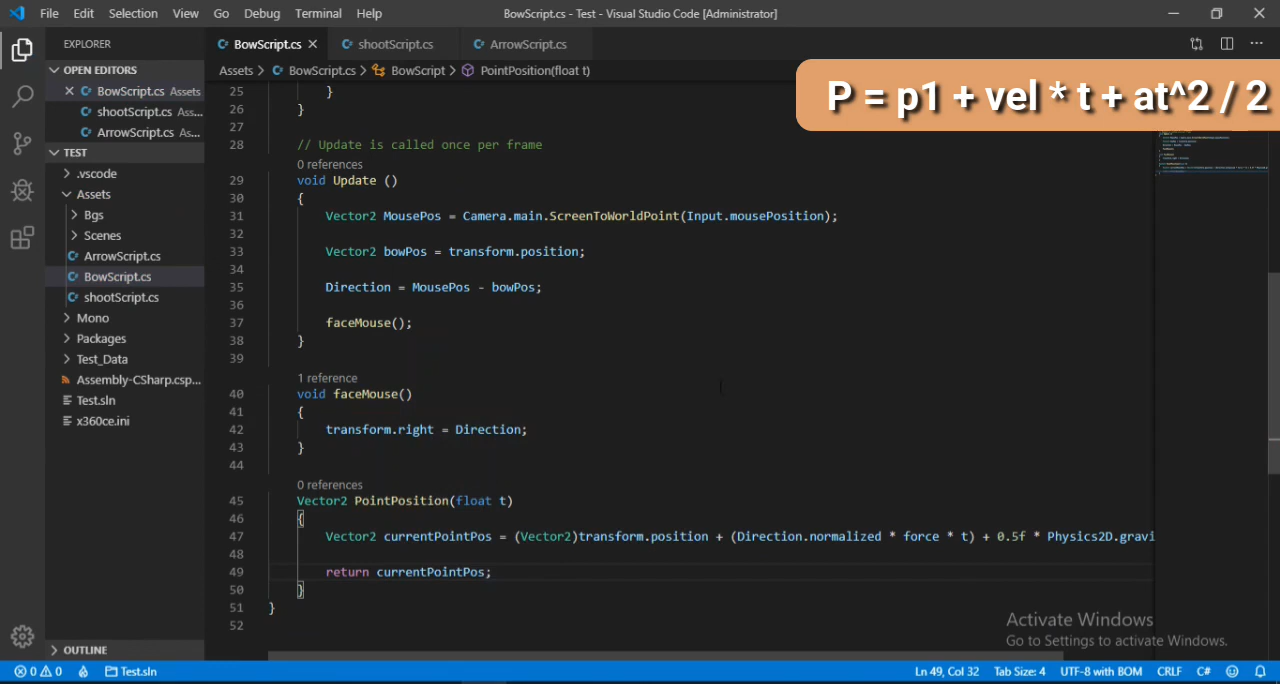 File Edit Selection View Go Debug Terminal Help BowScript.cs - Test - Visual Studio Code [Administrator]
EXPLORER
BowScript.cs shootScript.cs ArrowScript.cs
OPEN EDITORS
BowScript.cs Assets
shootScript.cs Ass...
ArrowScript.cs As...
TEST
.vscode
Assets
Bgs
Scenes
ArrowScript.cs
BowScript.cs
shootScript.cs
Mono
Packages
Test_Data
Assembly-CSharp.csp...
Test.sln
x360ce.ini
OUTLINE
Assets > BowScript.cs > BowScript > PointPosition(float t)
P = p1 + vel * t + at^2 / 2
25 }
26 }
27
28 // Update is called once per frame
0 references
29 void Update ()
30 {
31 Vector2 MousePos = Camera.main.ScreenToWorldPoint(Input.mousePosition);
32
33 Vector2 bowPos = transform.position;
34
35 Direction = MousePos - bowPos;
36
37 faceMouse();
38 }
39
1 reference
40 void faceMouse()
41 {
42 transform.right = Direction;
43 }
44
0 references
45 Vector2 PointPosition(float t)
46 {
47 Vector2 currentPointPos = (Vector2)transform.position + (Direction.normalized * force * t) + 0.5f * Physics2D.gravi
48
49 return currentPointPos;
50 }
51 }
52
Activate Windows
Go to Settings to activate Windows.
0 0 Test.sln Ln 49, Col 32 Tab Size: 4 UTF-8 with BOM CRLF C#